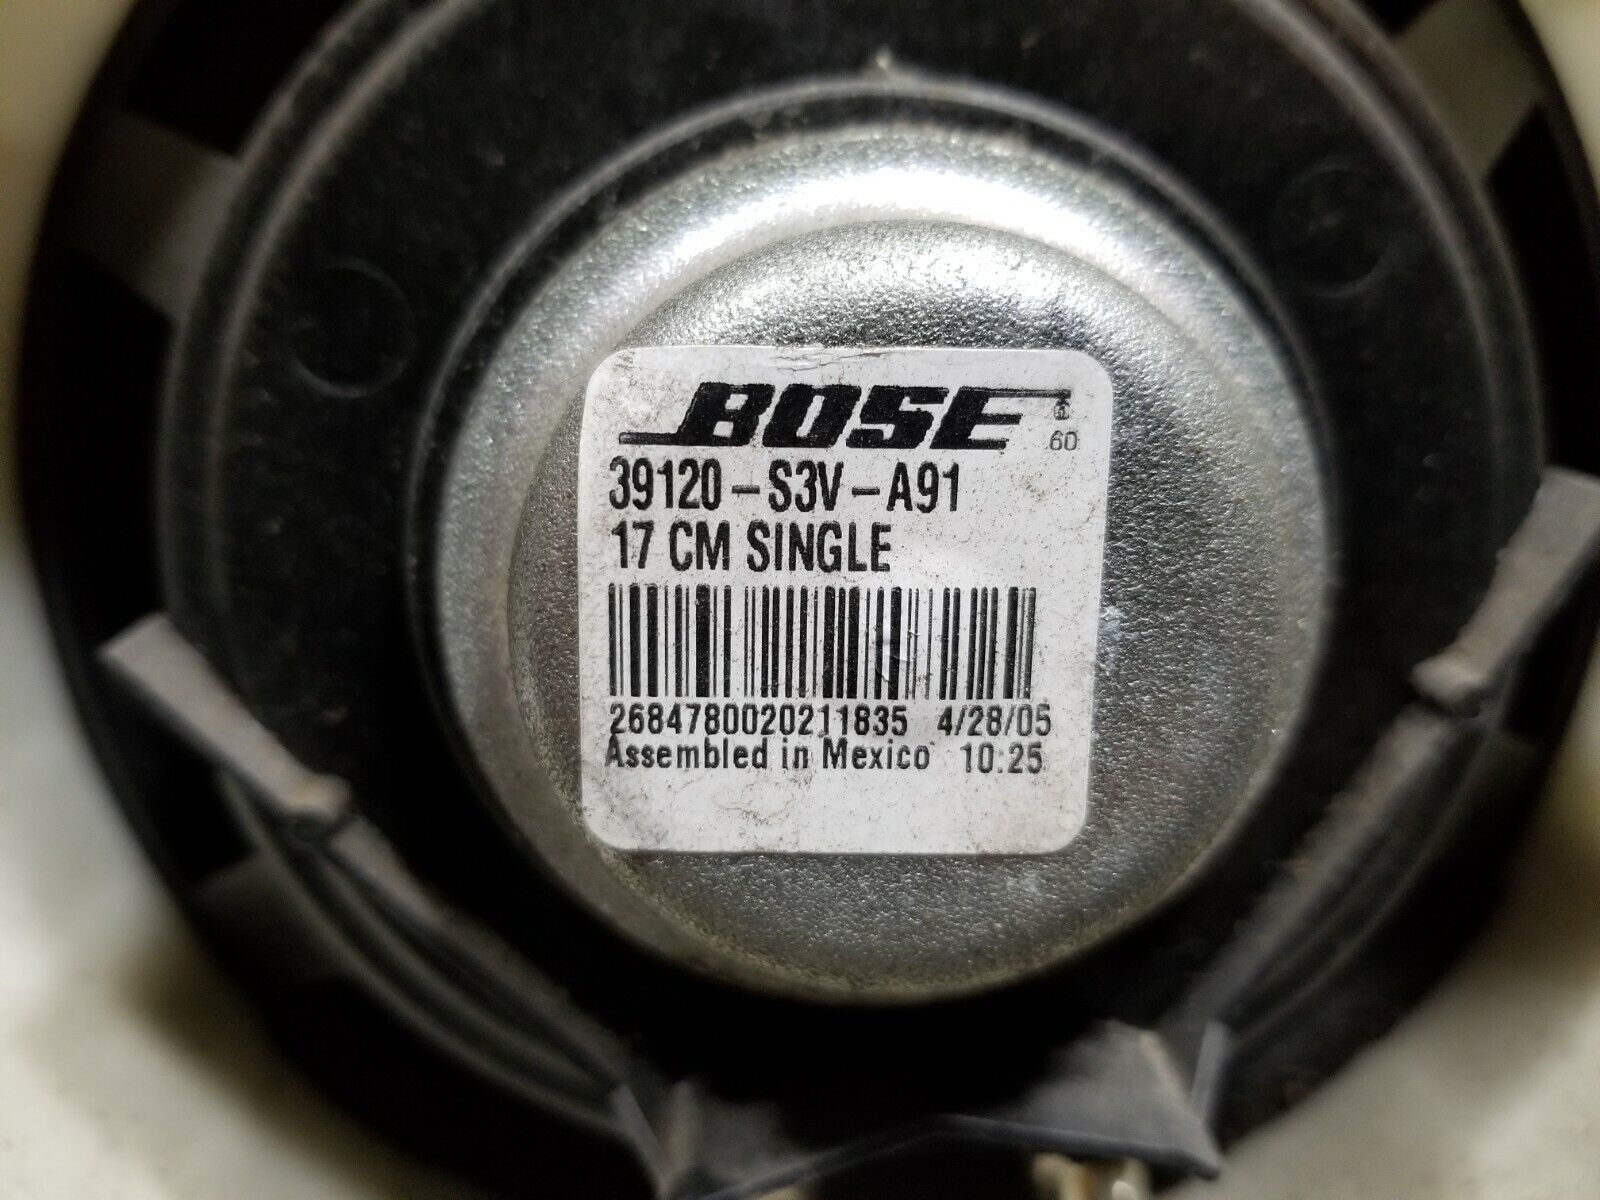 BOSE
60
39120-S3V-A91
17 CM SINGLE
2684780020211835 4/28/05
Assembled in Mexico 10:25